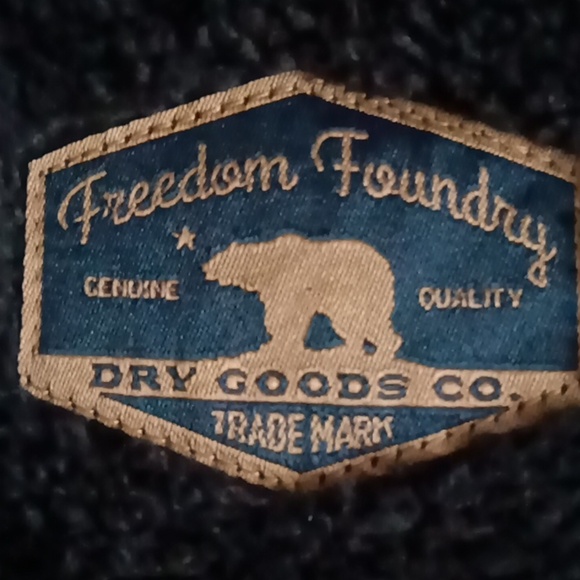 Freedom Foundry
GENUINE QUALITY
DRY GOODS CO.
TRADE MARK